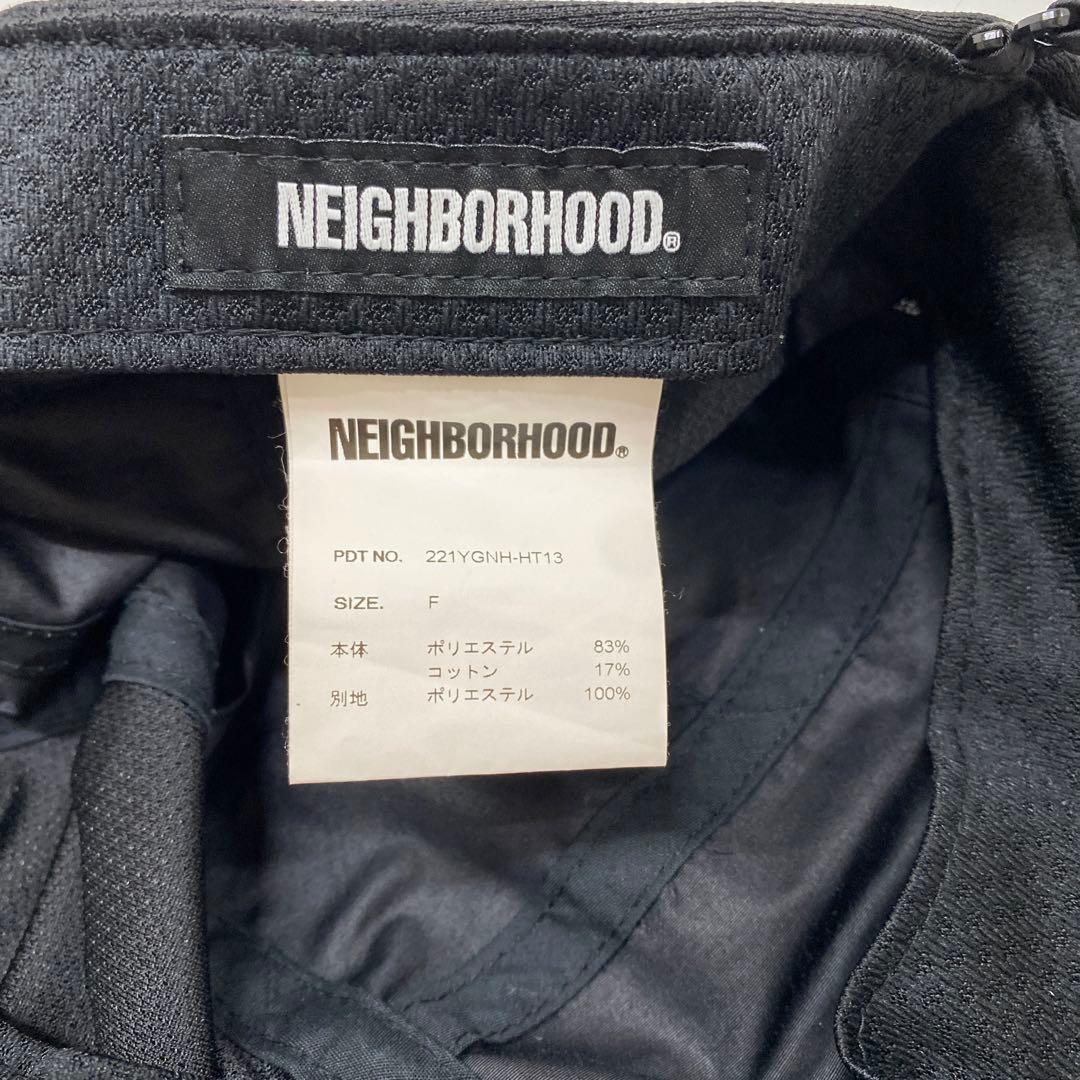 NEIGHBORHOOD®
NEIGHBORHOOD®
PDT NO. 221YGNH-HT13
SIZE. F
本体 ポリエステル 83%
コットン 17%
別地 ポリエステル 100%